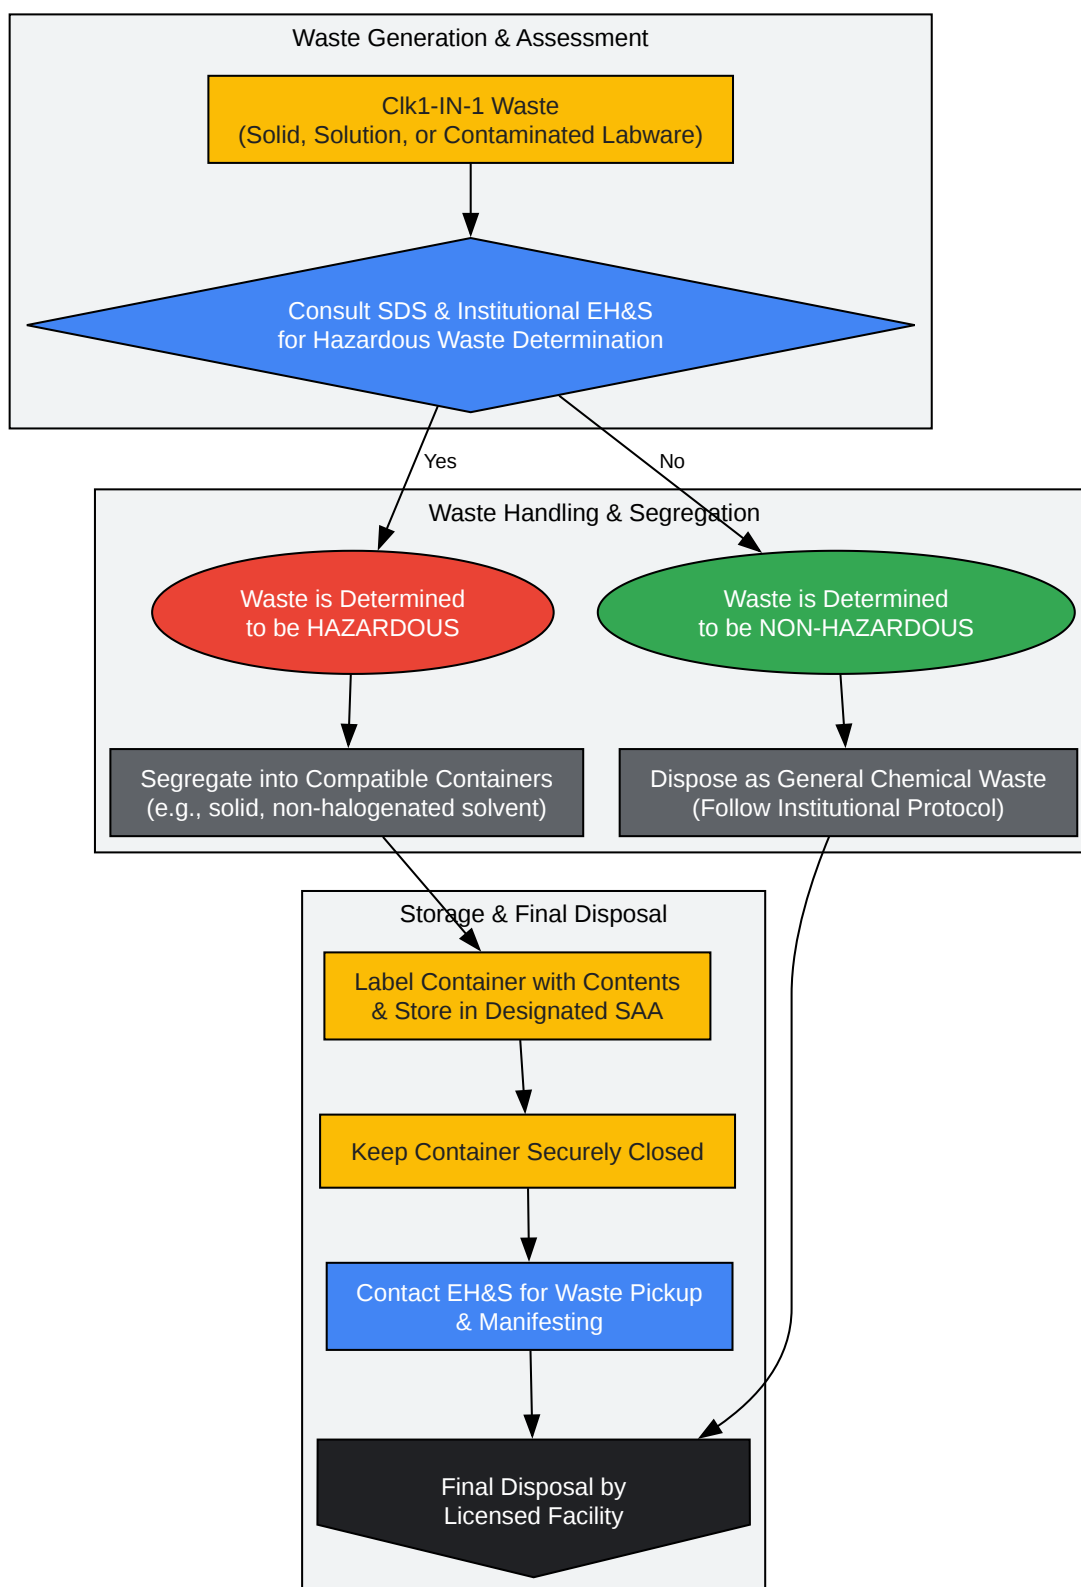 Waste Generation & Assessment
Clk1-IN-1 Waste
(Solid, Solution, or Contaminated Labware)
Consult SDS & Institutional EH&S
for Hazardous Waste Determination
Yes
No
Waste Handling & Segregation
Waste is Determined
to be HAZARDOUS
Waste is Determined
to be NON-HAZARDOUS
Segregate into Compatible Containers
(e.g., solid, non-halogenated solvent)
Dispose as General Chemical Waste
(Follow Institutional Protocol)
Storage & Final Disposal
Label Container with Contents
& Store in Designated SAA
Keep Container Securely Closed
Contact EH&S for Waste Pickup
& Manifesting
Final Disposal by
Licensed Facility